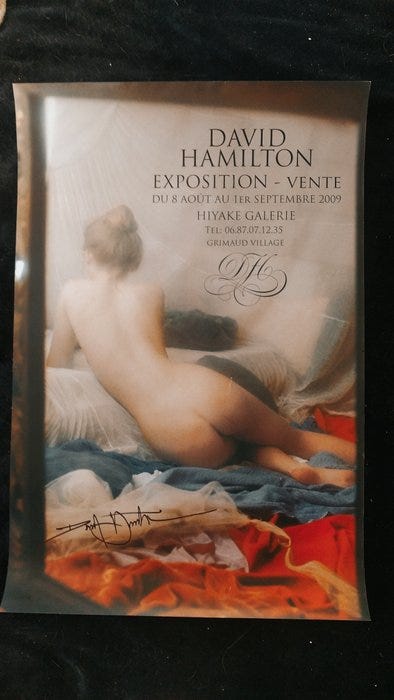 DAVID
HAMILTON
EXPOSITION - VENTE
DU 8 AOÛT AU 1ER SEPTEMBRE 2009
HIYAKE GALERIE
TEL: 06.87.07.12.35
GRIMAUD VILLAGE
DH